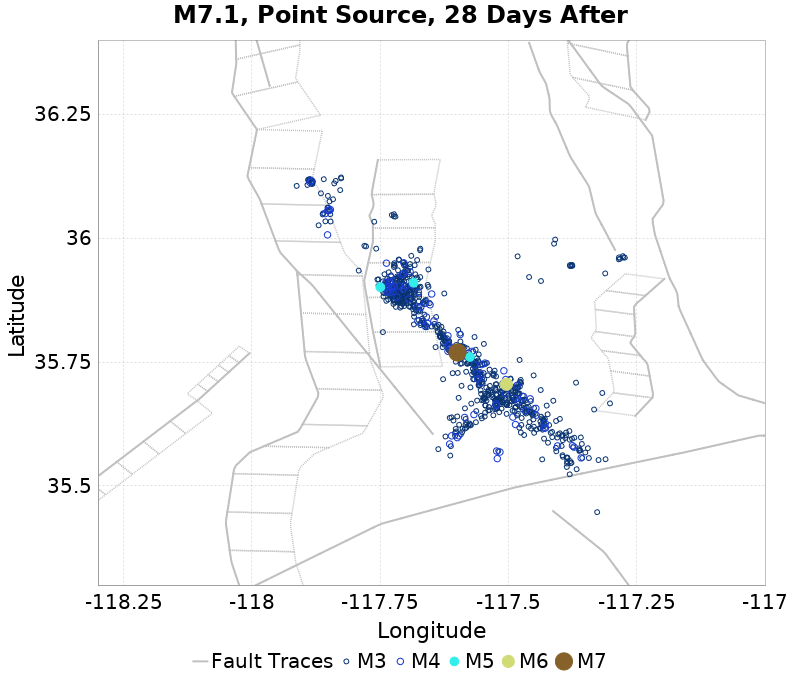 M7.1, Point Source, 28 Days After
36.25
36
35.75
35.5
Latitude
-118.25 -118 -117.75 -117.5 -117.25 -117
Longitude
Fault Traces M3 M4 M5 M6 M7